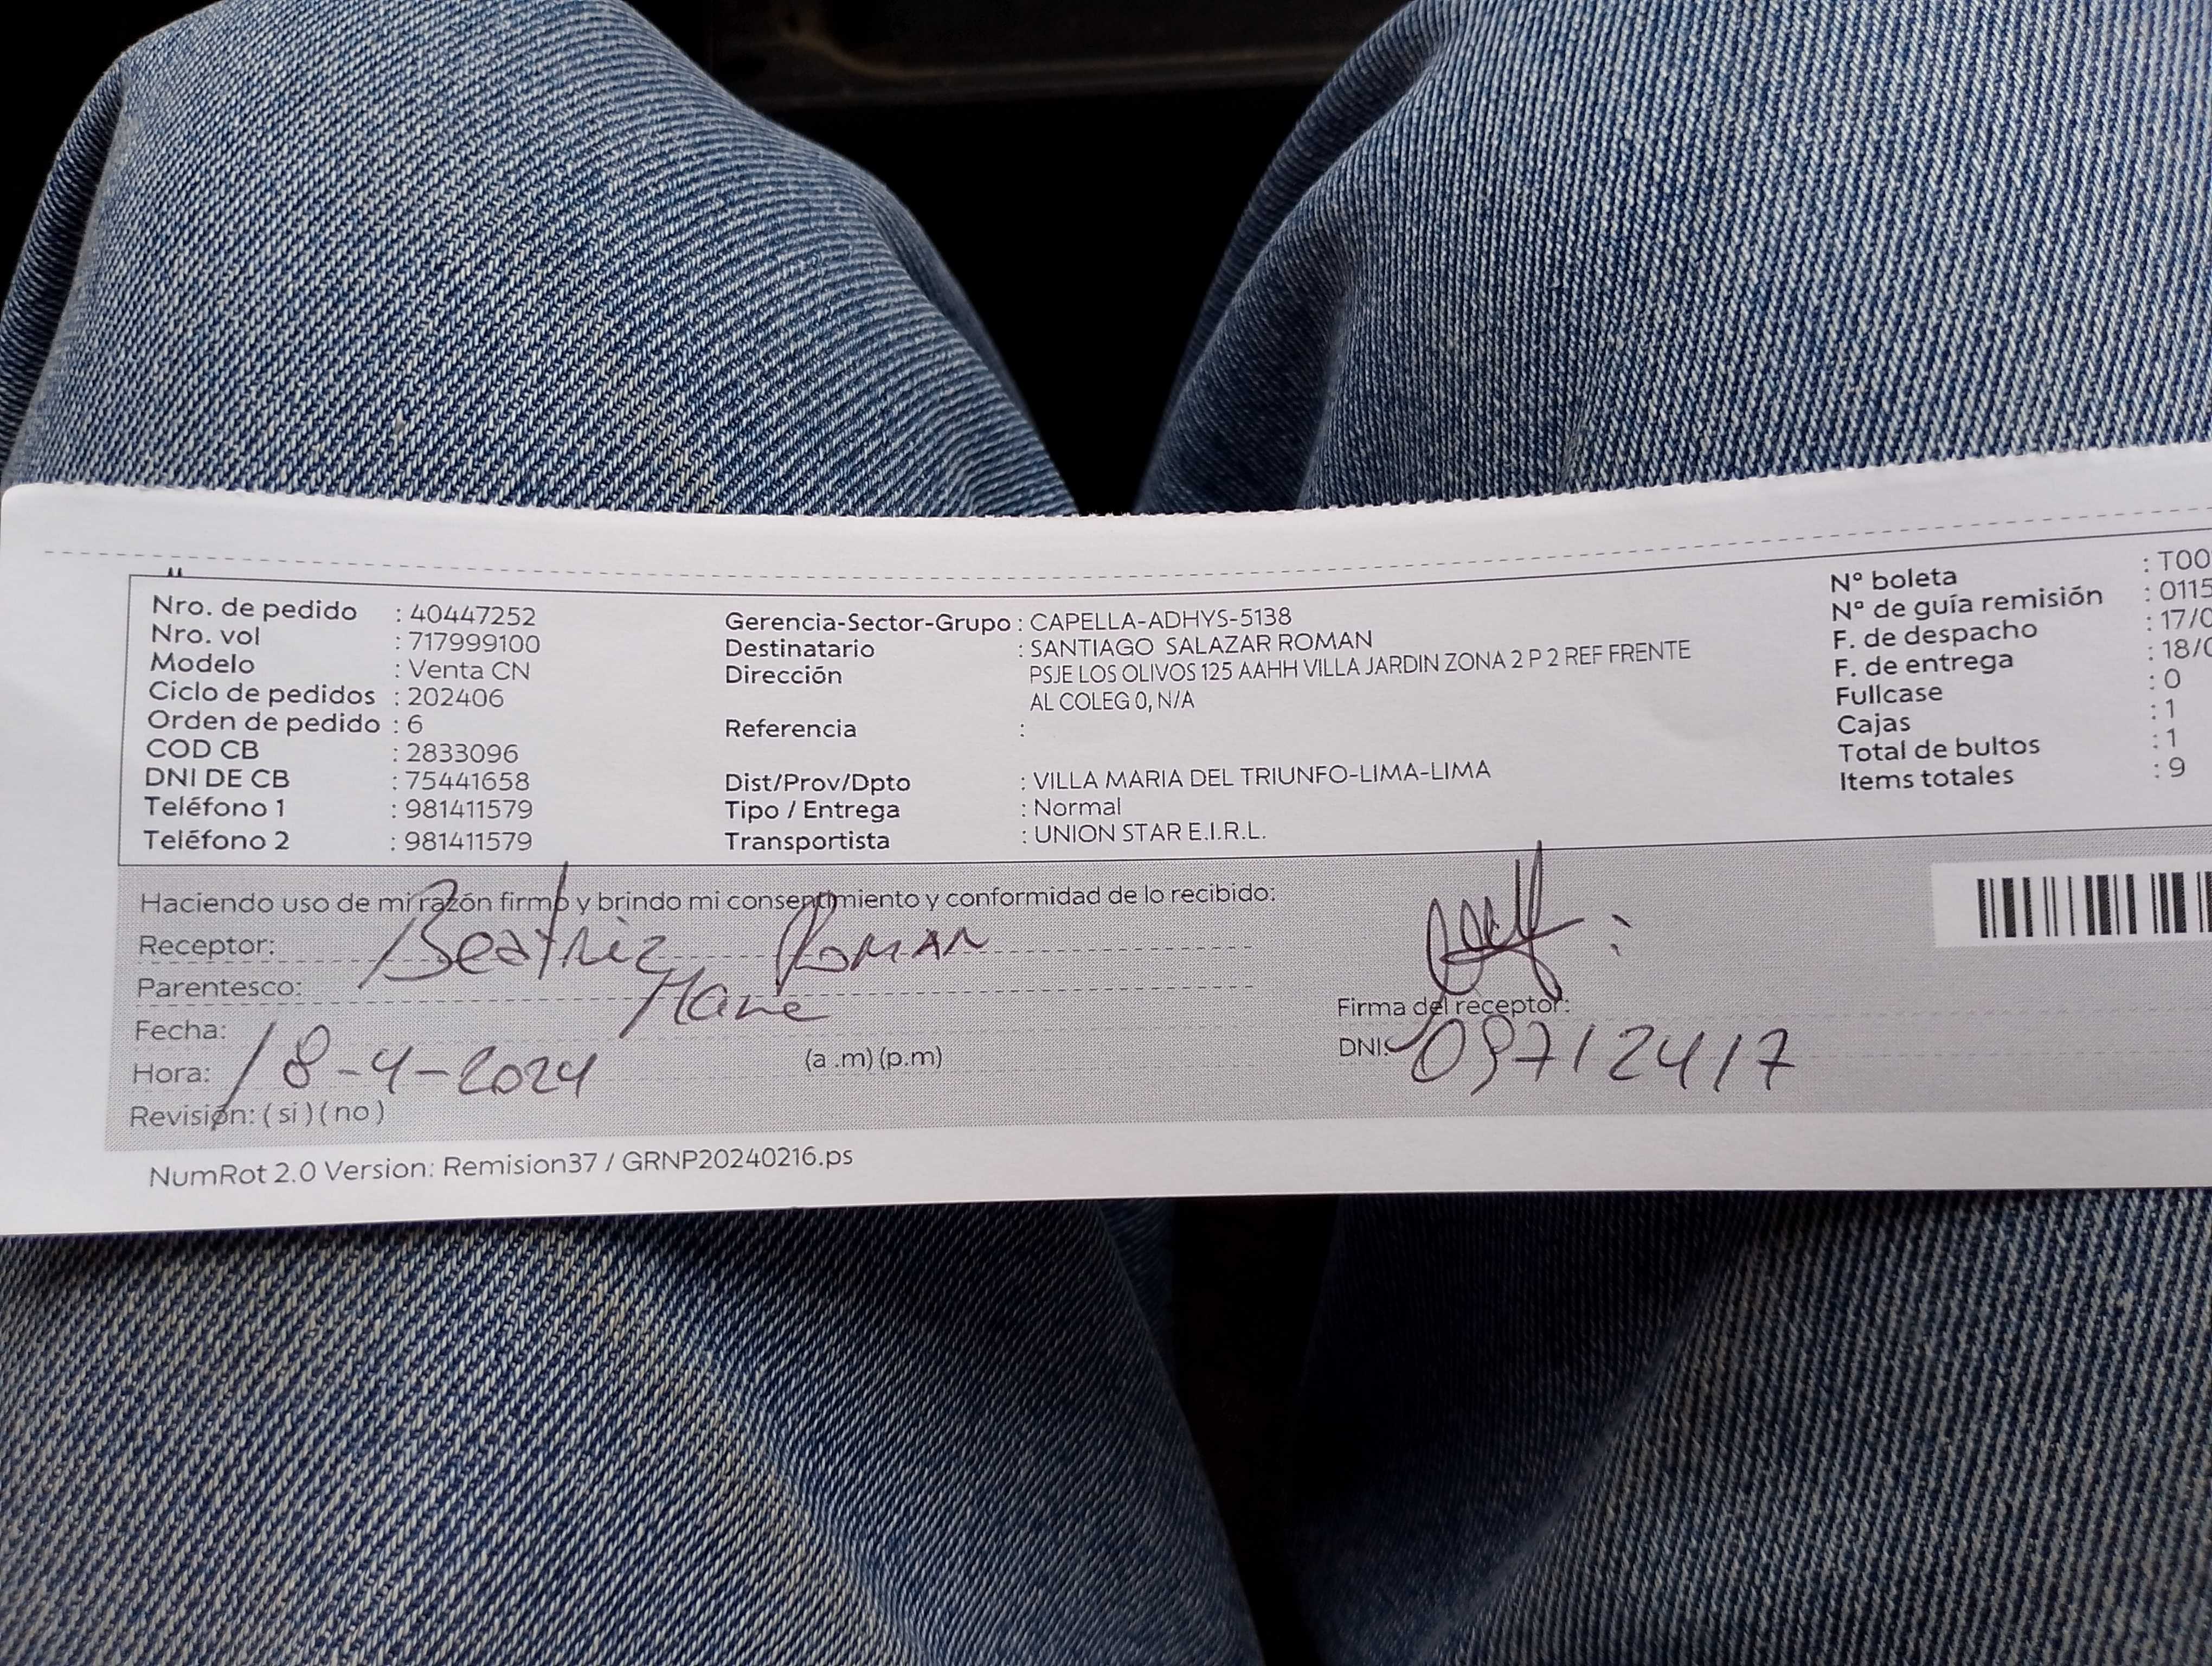 Nro. de pedido : 40447252
Nro. vol : 717999100
Modelo : Venta CN
Ciclo de pedidos : 202406
Orden de pedido : 6
COD CB : 2833096
DNI DE CB : 75441658
Teléfono 1 : 981411579
Teléfono 2 : 981411579
Gerencia-Sector-Grupo : CAPELLA-ADHYS-5138
Destinatario : SANTIAGO SALAZAR ROMAN
Dirección : PSJE LOS OLIVOS 125 AAHH VILLA JARDIN ZONA 2 P 2 REF FRENTE
AL COLEG 0, N/A
Referencia :
Dist/Prov/Dpto : VILLA MARIA DEL TRIUNFO-LIMA-LIMA
Tipo / Entrega : Normal
Transportista : UNION STAR E.I.R.L.
N° boleta : T00
N° de guía remisión : 0115
F. de despacho : 17/0
F. de entrega : 18/0
Fullcase : 0
Cajas : 1
Total de bultos : 1
Items totales : 9
Haciendo uso de mi razón firmo y brindo mi consentimiento y conformidad de lo recibido:
Receptor: Beatriz ROMAN
Parentesco:
Fecha:
Hora: 18-4-2024 (a .m) (p.m)
Revisión: ( si ) ( no )
Firma del receptor:
DNI: 09712417
NumRot 2.0 Version: Remision37 / GRNP20240216.ps